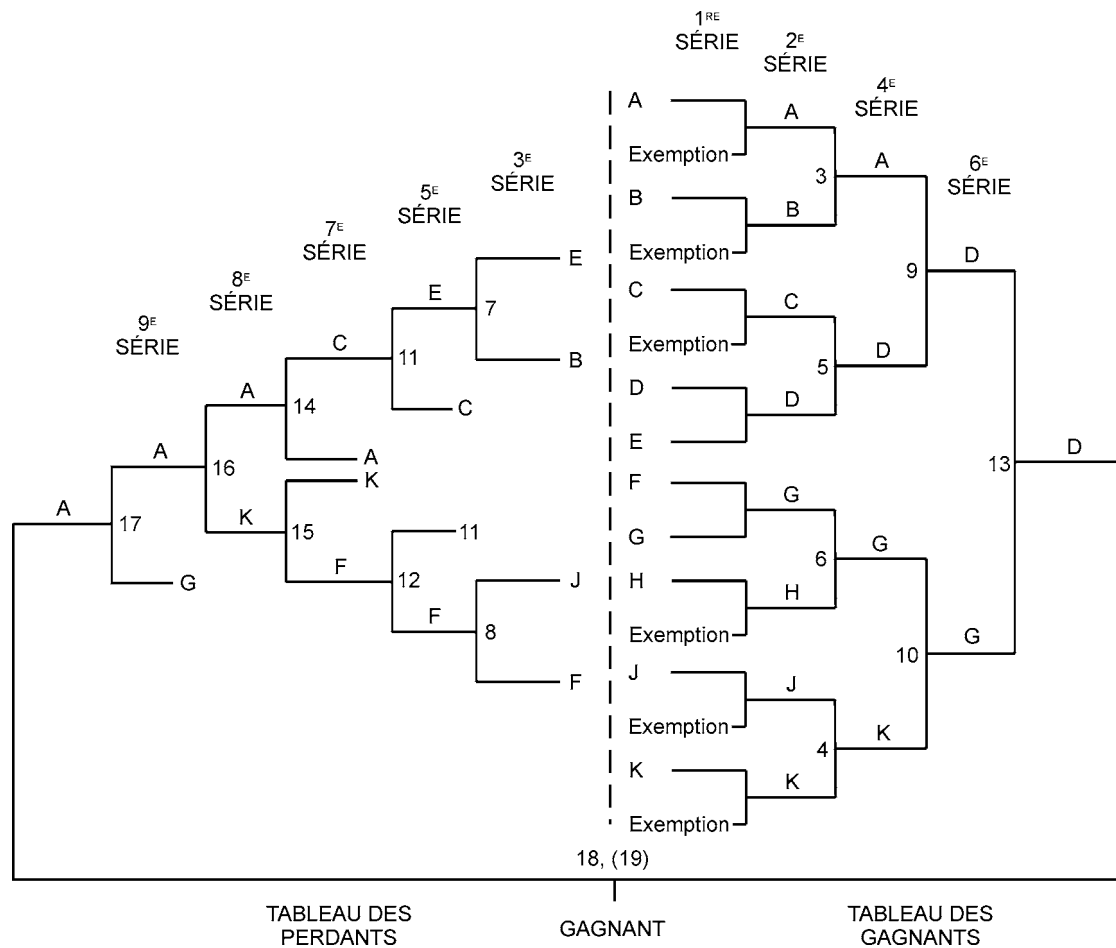 1RE
SÉRIE
2E
SÉRIE
4E
SÉRIE
6E
SÉRIE
3E
SÉRIE
5E
SÉRIE
7E
SÉRIE
8E
SÉRIE
9E
SÉRIE
E
E
7
B
C
11
C
A
14
A
A
16
K
K
15
11
F
12
J
F
8
F
A
17
G
A
A
Exemption
3
A
B
B
Exemption
9
D
C
C
Exemption
5
D
D
D
E
13
D
F
G
G
6
G
H
H
Exemption
10
G
J
J
Exemption
4
K
K
K
Exemption
18, (19)
TABLEAU DES
PERDANTS
GAGNANT
TABLEAU DES
GAGNANTS